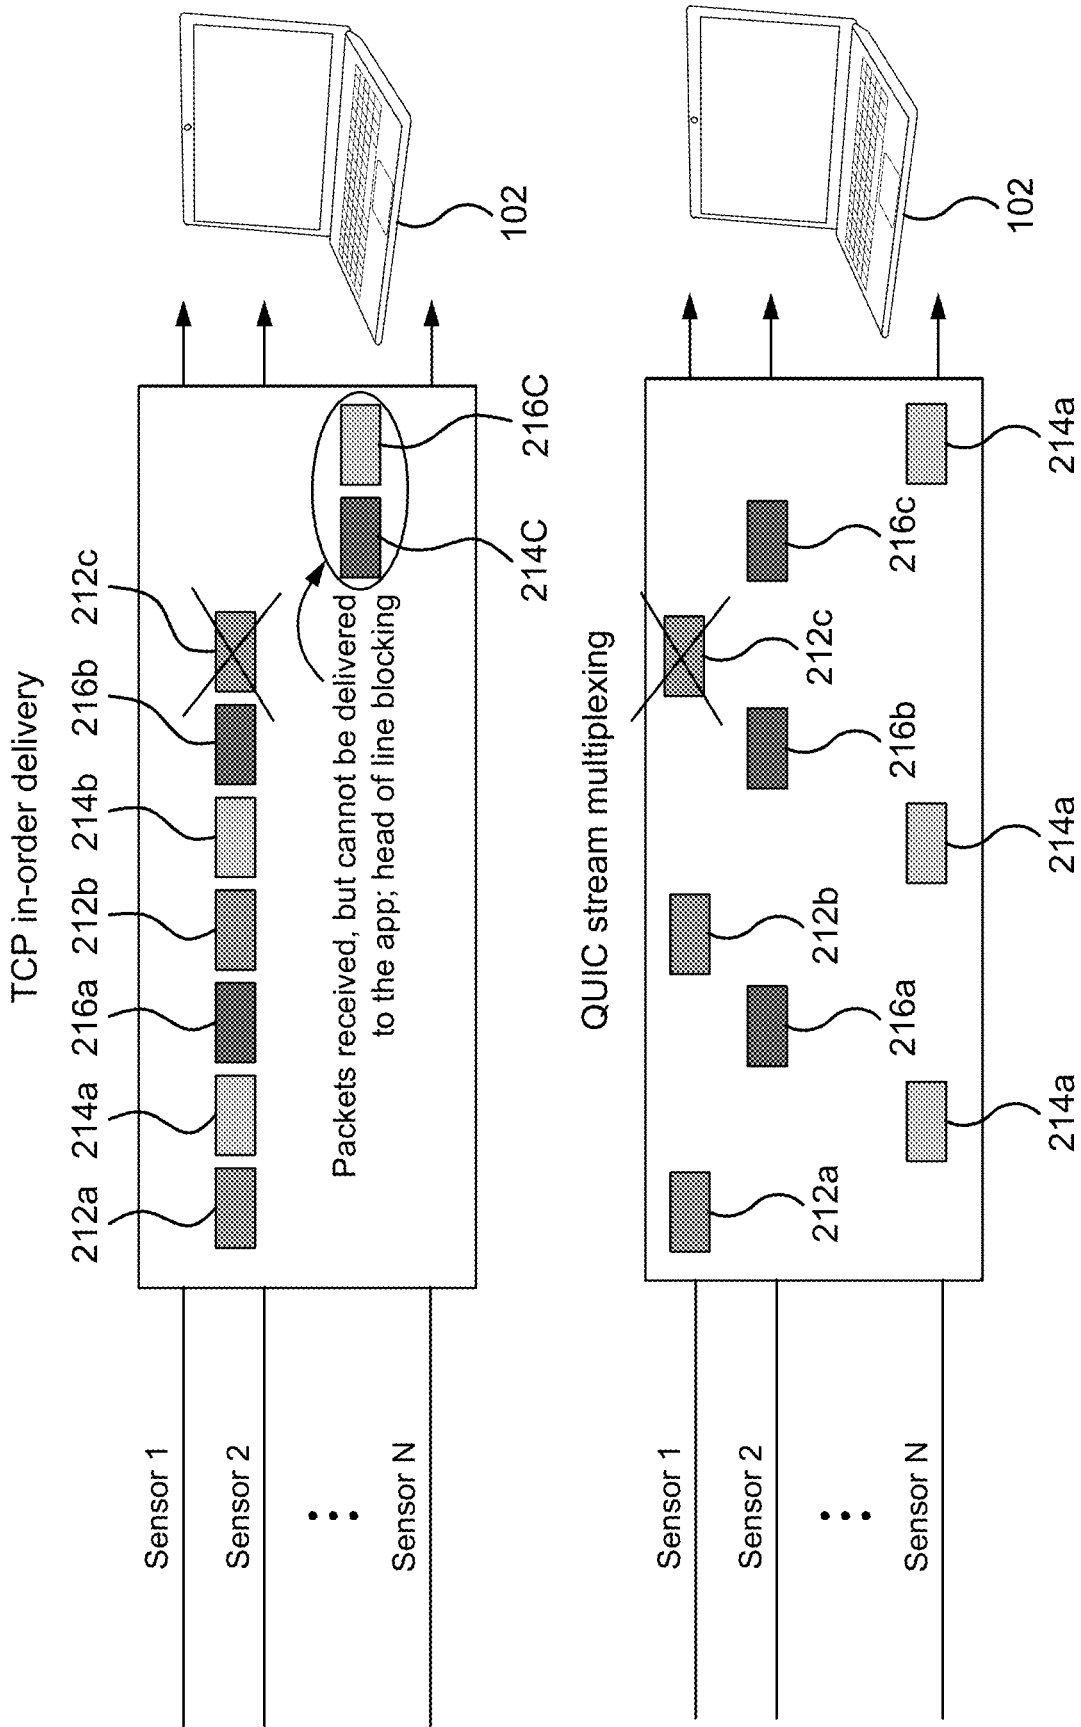 TCP in-order delivery
212a
214a
216a
212b
214b
216b
212c
Sensor 1
Sensor 2
Sensor N
Packets received, but cannot be delivered
to the app; head of line blocking
214C
216C
102
QUIC stream multiplexing
Sensor 1
Sensor 2
Sensor N
212a
214a
216a
212b
214a
216b
212c
216c
214a
102